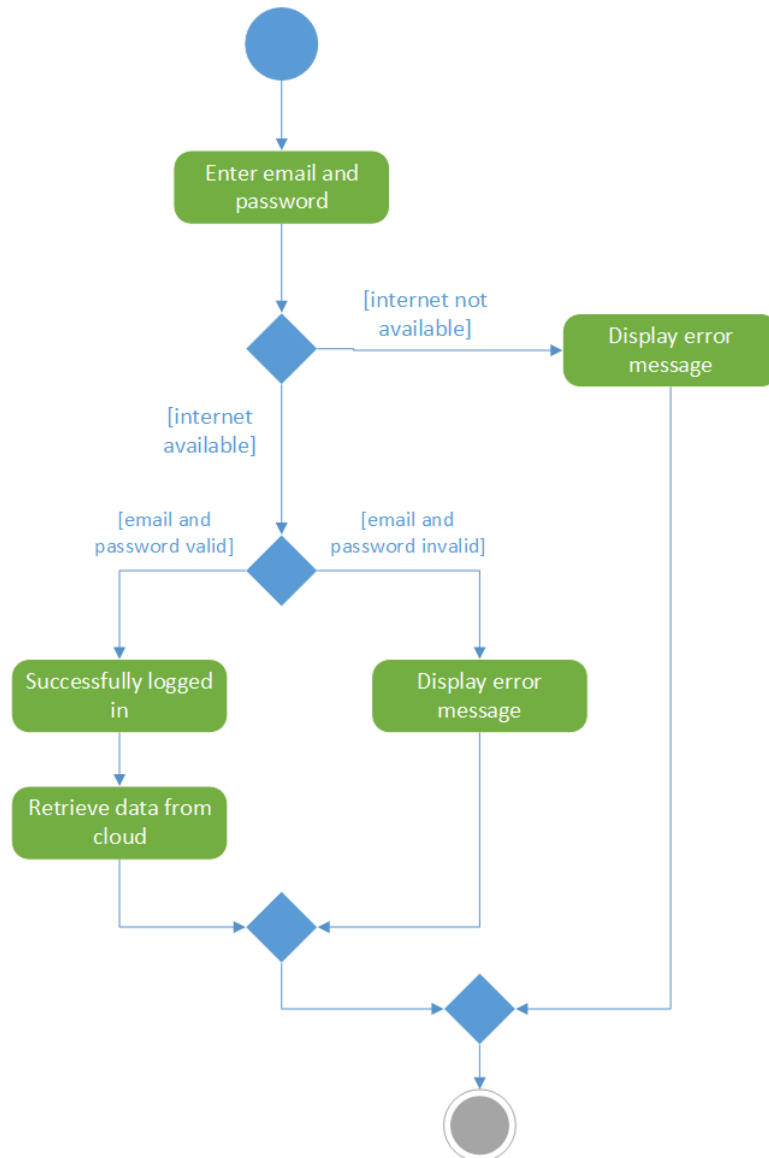 Enter email and
password
[internet not
available]
Display error
message
[internet
available]
[email and
password valid]
[email and
password invalid]
Successfully logged
in
Display error
message
Retrieve data from
cloud